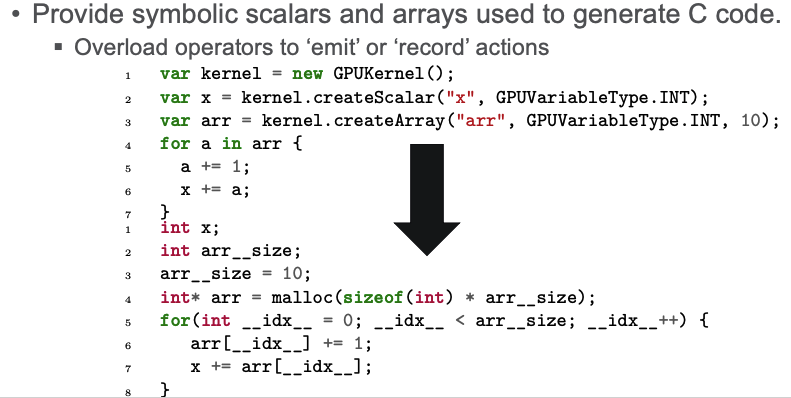 • Provide symbolic scalars and arrays used to generate C code.
▪ Overload operators to ‘emit’ or ‘record’ actions
1 var kernel = new GPUKernel();
2 var x = kernel.createScalar("x", GPUVariableType.INT);
3 var arr = kernel.createArray("arr", GPUVariableType.INT, 10);
4 for a in arr {
5 a += 1;
6 x += a;
7 }
1 int x;
2 int arr__size;
3 arr__size = 10;
4 int* arr = malloc(sizeof(int) * arr__size);
5 for(int __idx__ = 0; __idx__ < arr__size; __idx__++) {
6 arr[__idx__] += 1;
7 x += arr[__idx__];
8 }